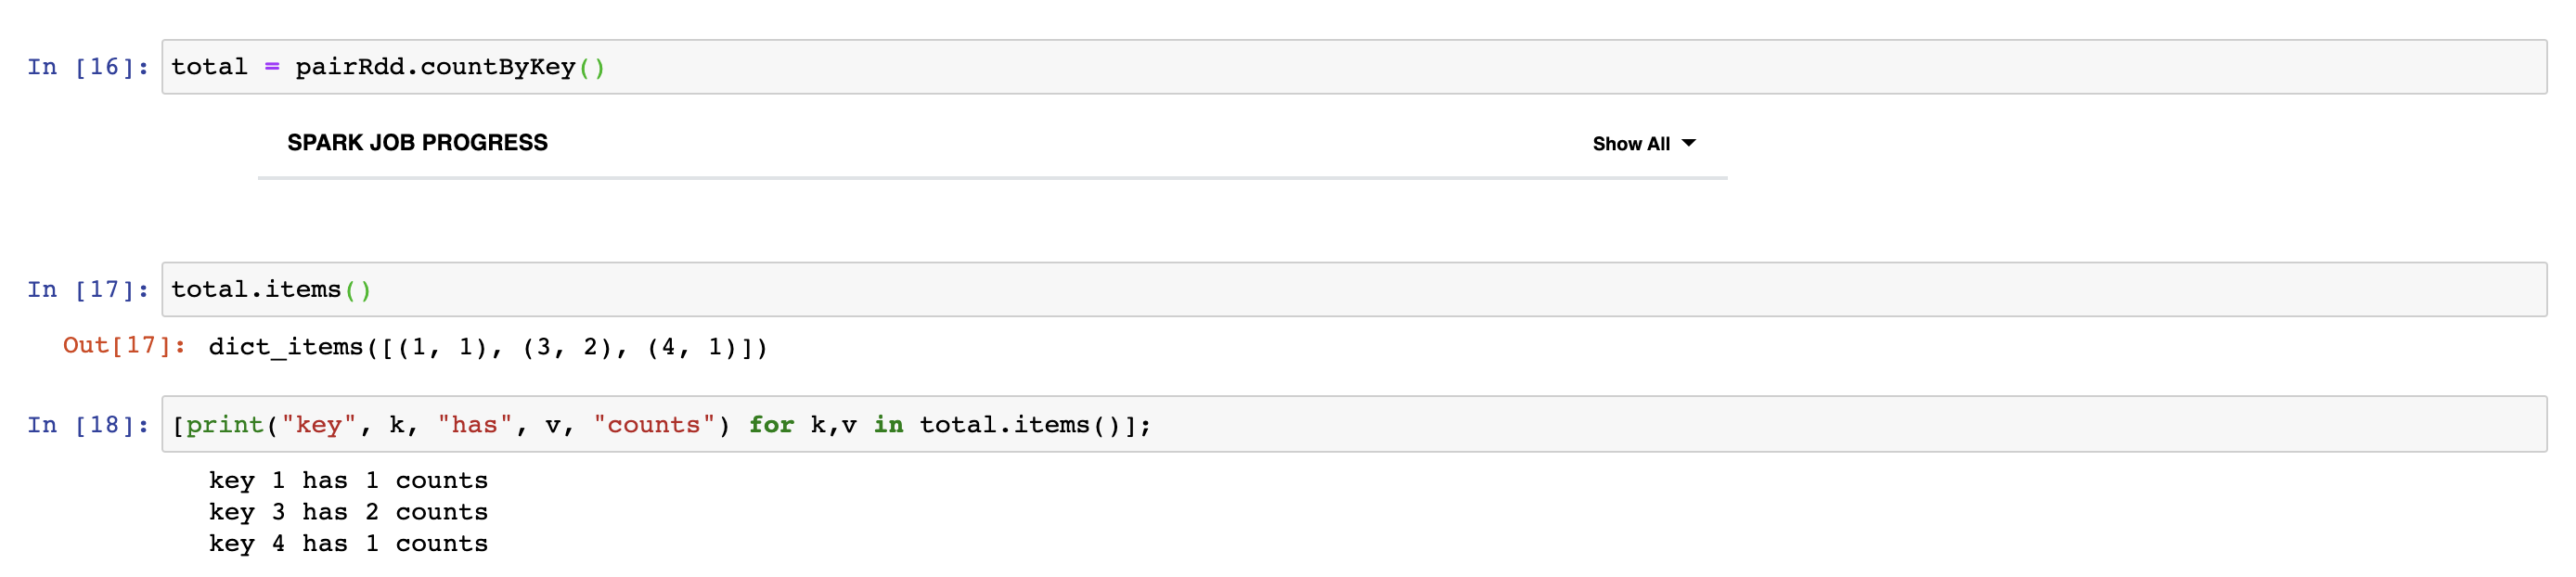 In [16]: total = pairRdd.countByKey()
SPARK JOB PROGRESS Show All
In [17]: total.items()
Out[17]: dict_items([(1, 1), (3, 2), (4, 1)])
In [18]: [print("key", k, "has", v, "counts") for k,v in total.items()];
key 1 has 1 counts
key 3 has 2 counts
key 4 has 1 counts